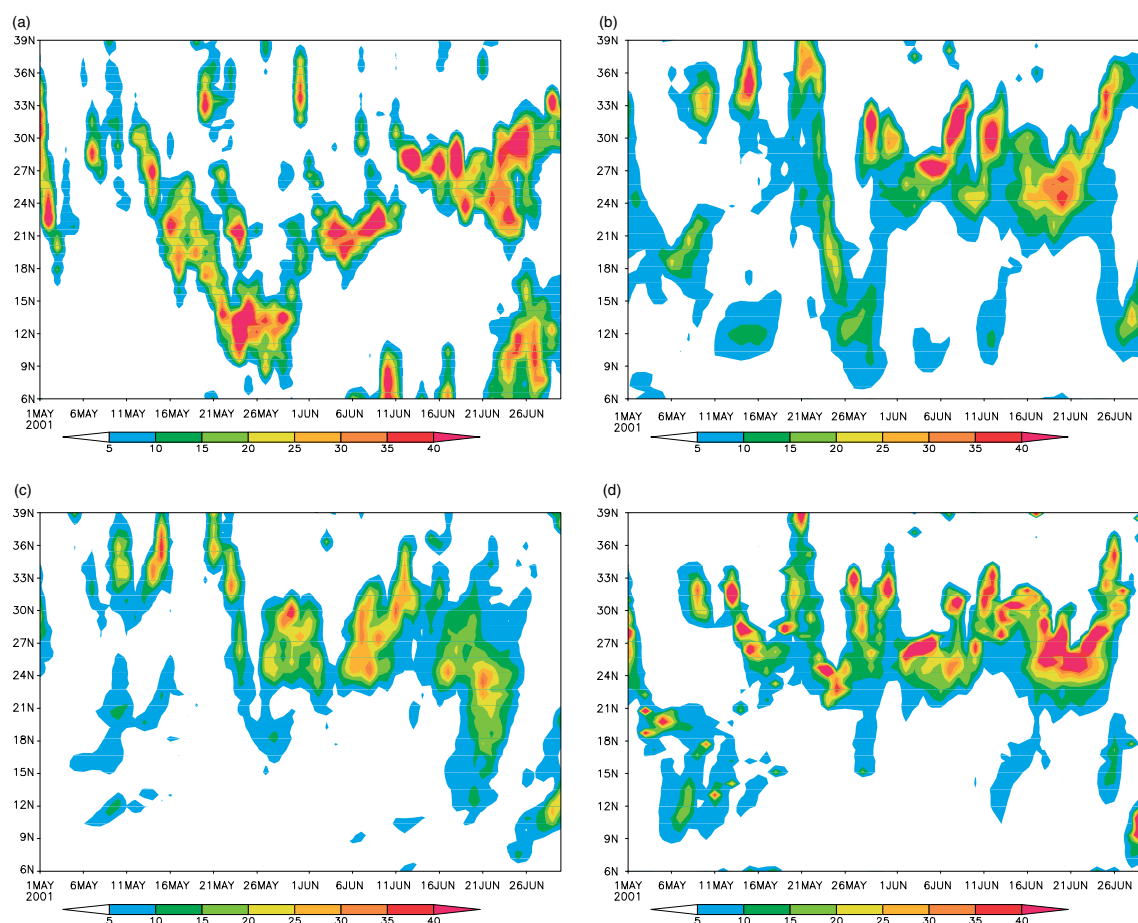 (a)
39N
36N
33N
30N
27N
24N
21N
18N
15N
12N
9N
6N
1MAY 6MAY 11MAY 16MAY 21MAY 26MAY 1JUN 6JUN 11JUN 16JUN 21JUN 26JUN
2001
5 10 15 20 25 30 35 40
(b)
39N
36N
33N
30N
27N
24N
21N
18N
15N
12N
9N
6N
1MAY 6MAY 11MAY 16MAY 21MAY 26MAY 1JUN 6JUN 11JUN 16JUN 21JUN 26JUN
2001
5 10 15 20 25 30 35 40
(c)
39N
36N
33N
30N
27N
24N
21N
18N
15N
12N
9N
6N
1MAY 6MAY 11MAY 16MAY 21MAY 26MAY 1JUN 6JUN 11JUN 16JUN 21JUN 26JUN
2001
5 10 15 20 25 30 35 40
(d)
39N
36N
33N
30N
27N
24N
21N
18N
15N
12N
9N
6N
1MAY 6MAY 11MAY 16MAY 21MAY 26MAY 1JUN 6JUN 11JUN 16JUN 21JUN 26JUN
2001
5 10 15 20 25 30 35 40